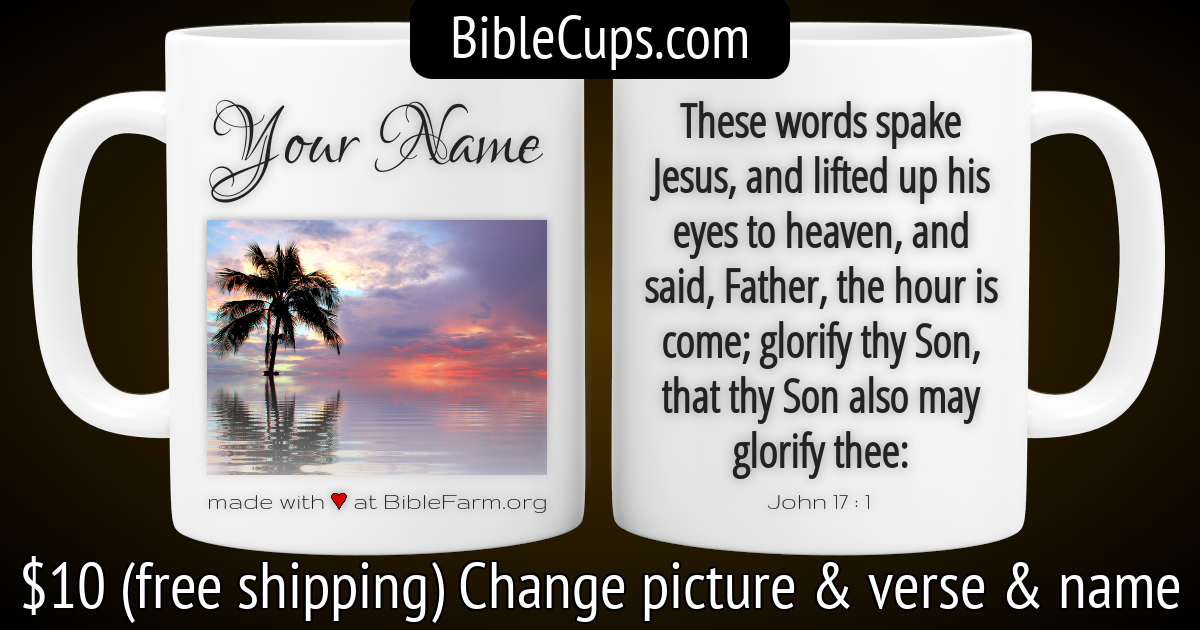 BibleCups.com
Your Name
made with ♥ at BibleFarm.org
These words spake
Jesus, and lifted up his
eyes to heaven, and
said, Father, the hour is
come; glorify thy Son,
that thy Son also may
glorify thee:
John 17 : 1
$10 (free shipping) Change picture & verse & name